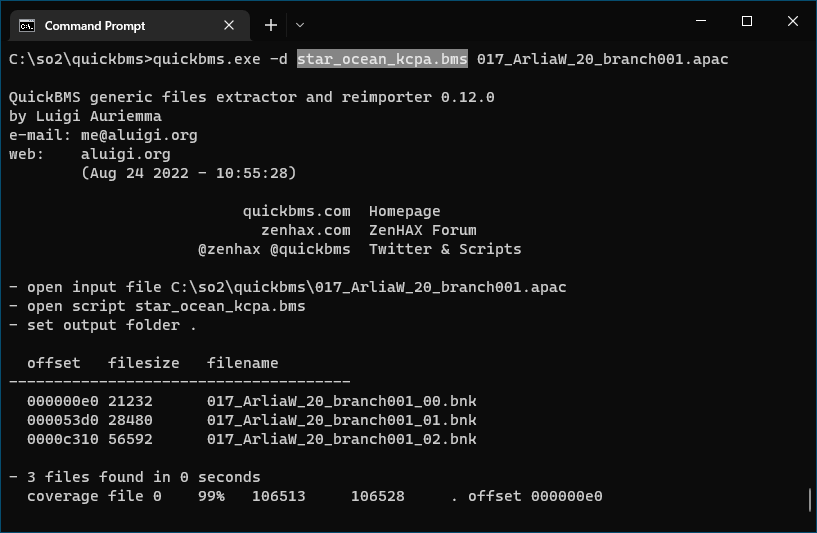 Command Prompt
C:\so2\quickbms>quickbms.exe -d star_ocean_kcpa.bms 017_ArliaW_20_branch001.apac
QuickBMS generic files extractor and reimporter 0.12.0
by Luigi Auriemma
e-mail: me@aluigi.org
web:    aluigi.org
        (Aug 24 2022 - 10:55:28)
                          quickbms.com  Homepage
                            zenhax.com  ZenHAX Forum
                     @zenhax @quickbms  Twitter & Scripts
- open input file C:\so2\quickbms\017_ArliaW_20_branch001.apac
- open script star_ocean_kcpa.bms
- set output folder .
  offset   filesize   filename
--------------------------------------
  000000e0 21232      017_ArliaW_20_branch001_00.bnk
  000053d0 28480      017_ArliaW_20_branch001_01.bnk
  0000c310 56592      017_ArliaW_20_branch001_02.bnk
- 3 files found in 0 seconds
  coverage file 0    99%   106513     106528     . offset 000000e0